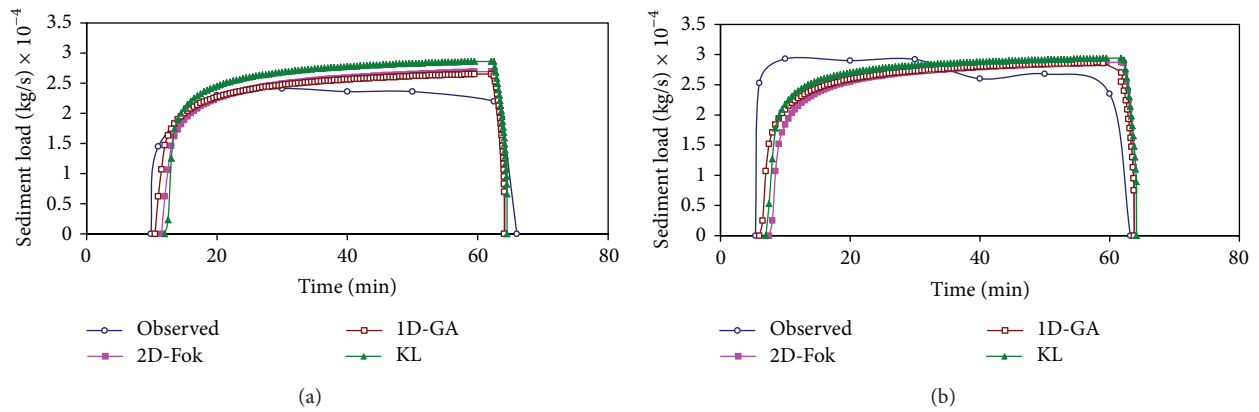 3.5
3
2.5
2
1.5
1
0.5
0
Sediment load (kg/s) × 10⁻⁴
0 20 40 60 80
Time (min)
Observed
2D-Fok
1D-GA
KL
(a)
3.5
3
2.5
2
1.5
1
0.5
0
Sediment load (kg/s) × 10⁻⁴
0 20 40 60 80
Time (min)
Observed
2D-Fok
1D-GA
KL
(b)